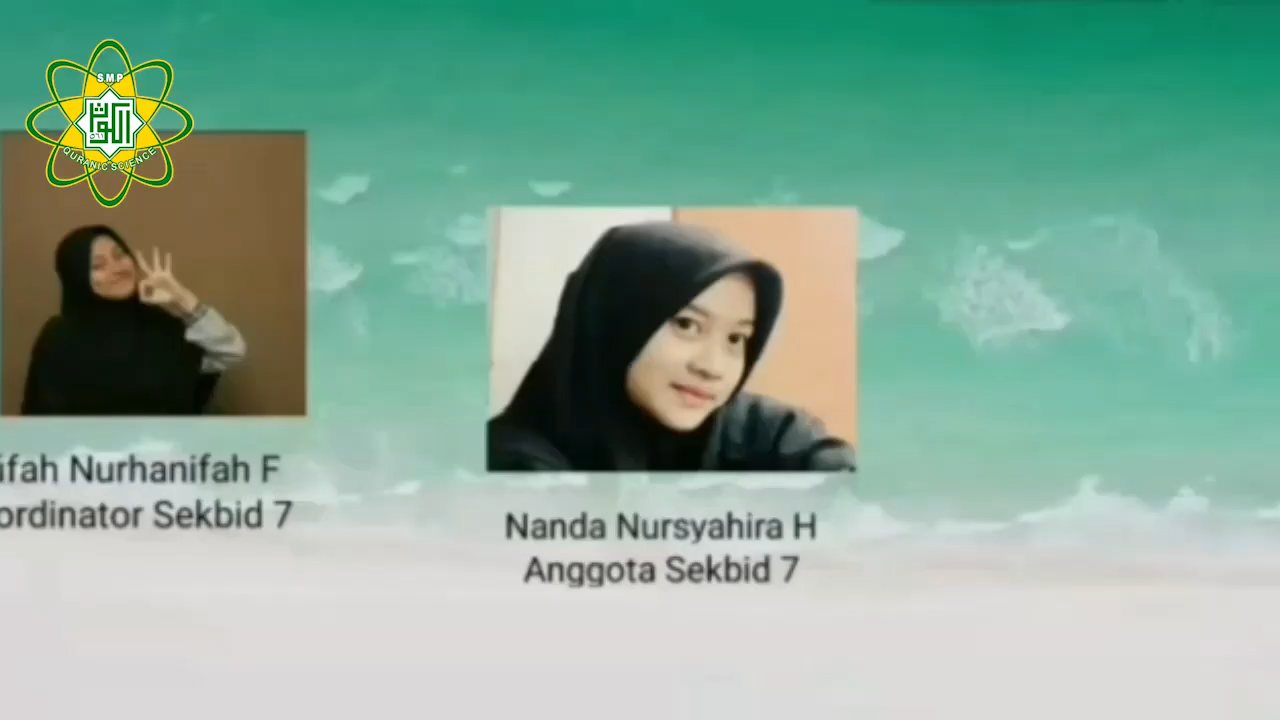 SMP
QURANIC SCIENCE
ifah Nurhanifah F
ordinator Sekbid 7
Nanda Nursyahira H
Anggota Sekbid 7